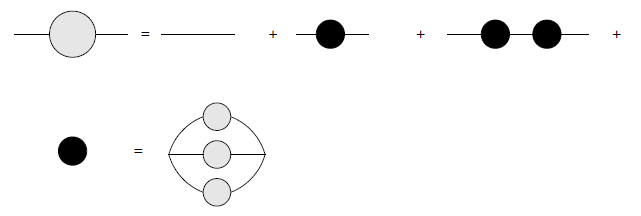 = + + +
=